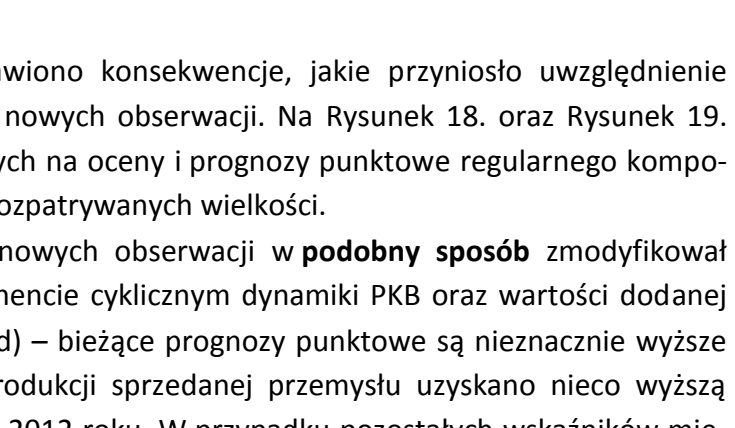 wiono konsekwencje, jakie przyniosło uwzględnienie
nowych obserwacji. Na Rysunek 18. oraz Rysunek 19.
ych na oceny i prognozy punktowe regularnego kompo-
ozpatrywanych wielkości.
nowych obserwacji w podobny sposób zmodyfikował
mencie cyklicznym dynamiki PKB oraz wartości dodanej
d) – bieżące prognozy punktowe są nieznacznie wyższe
rodukcji sprzedanej przemysłu uzyskano nieco wyższą
2013 roku. W przypadku pozostałych wskaźników mie-